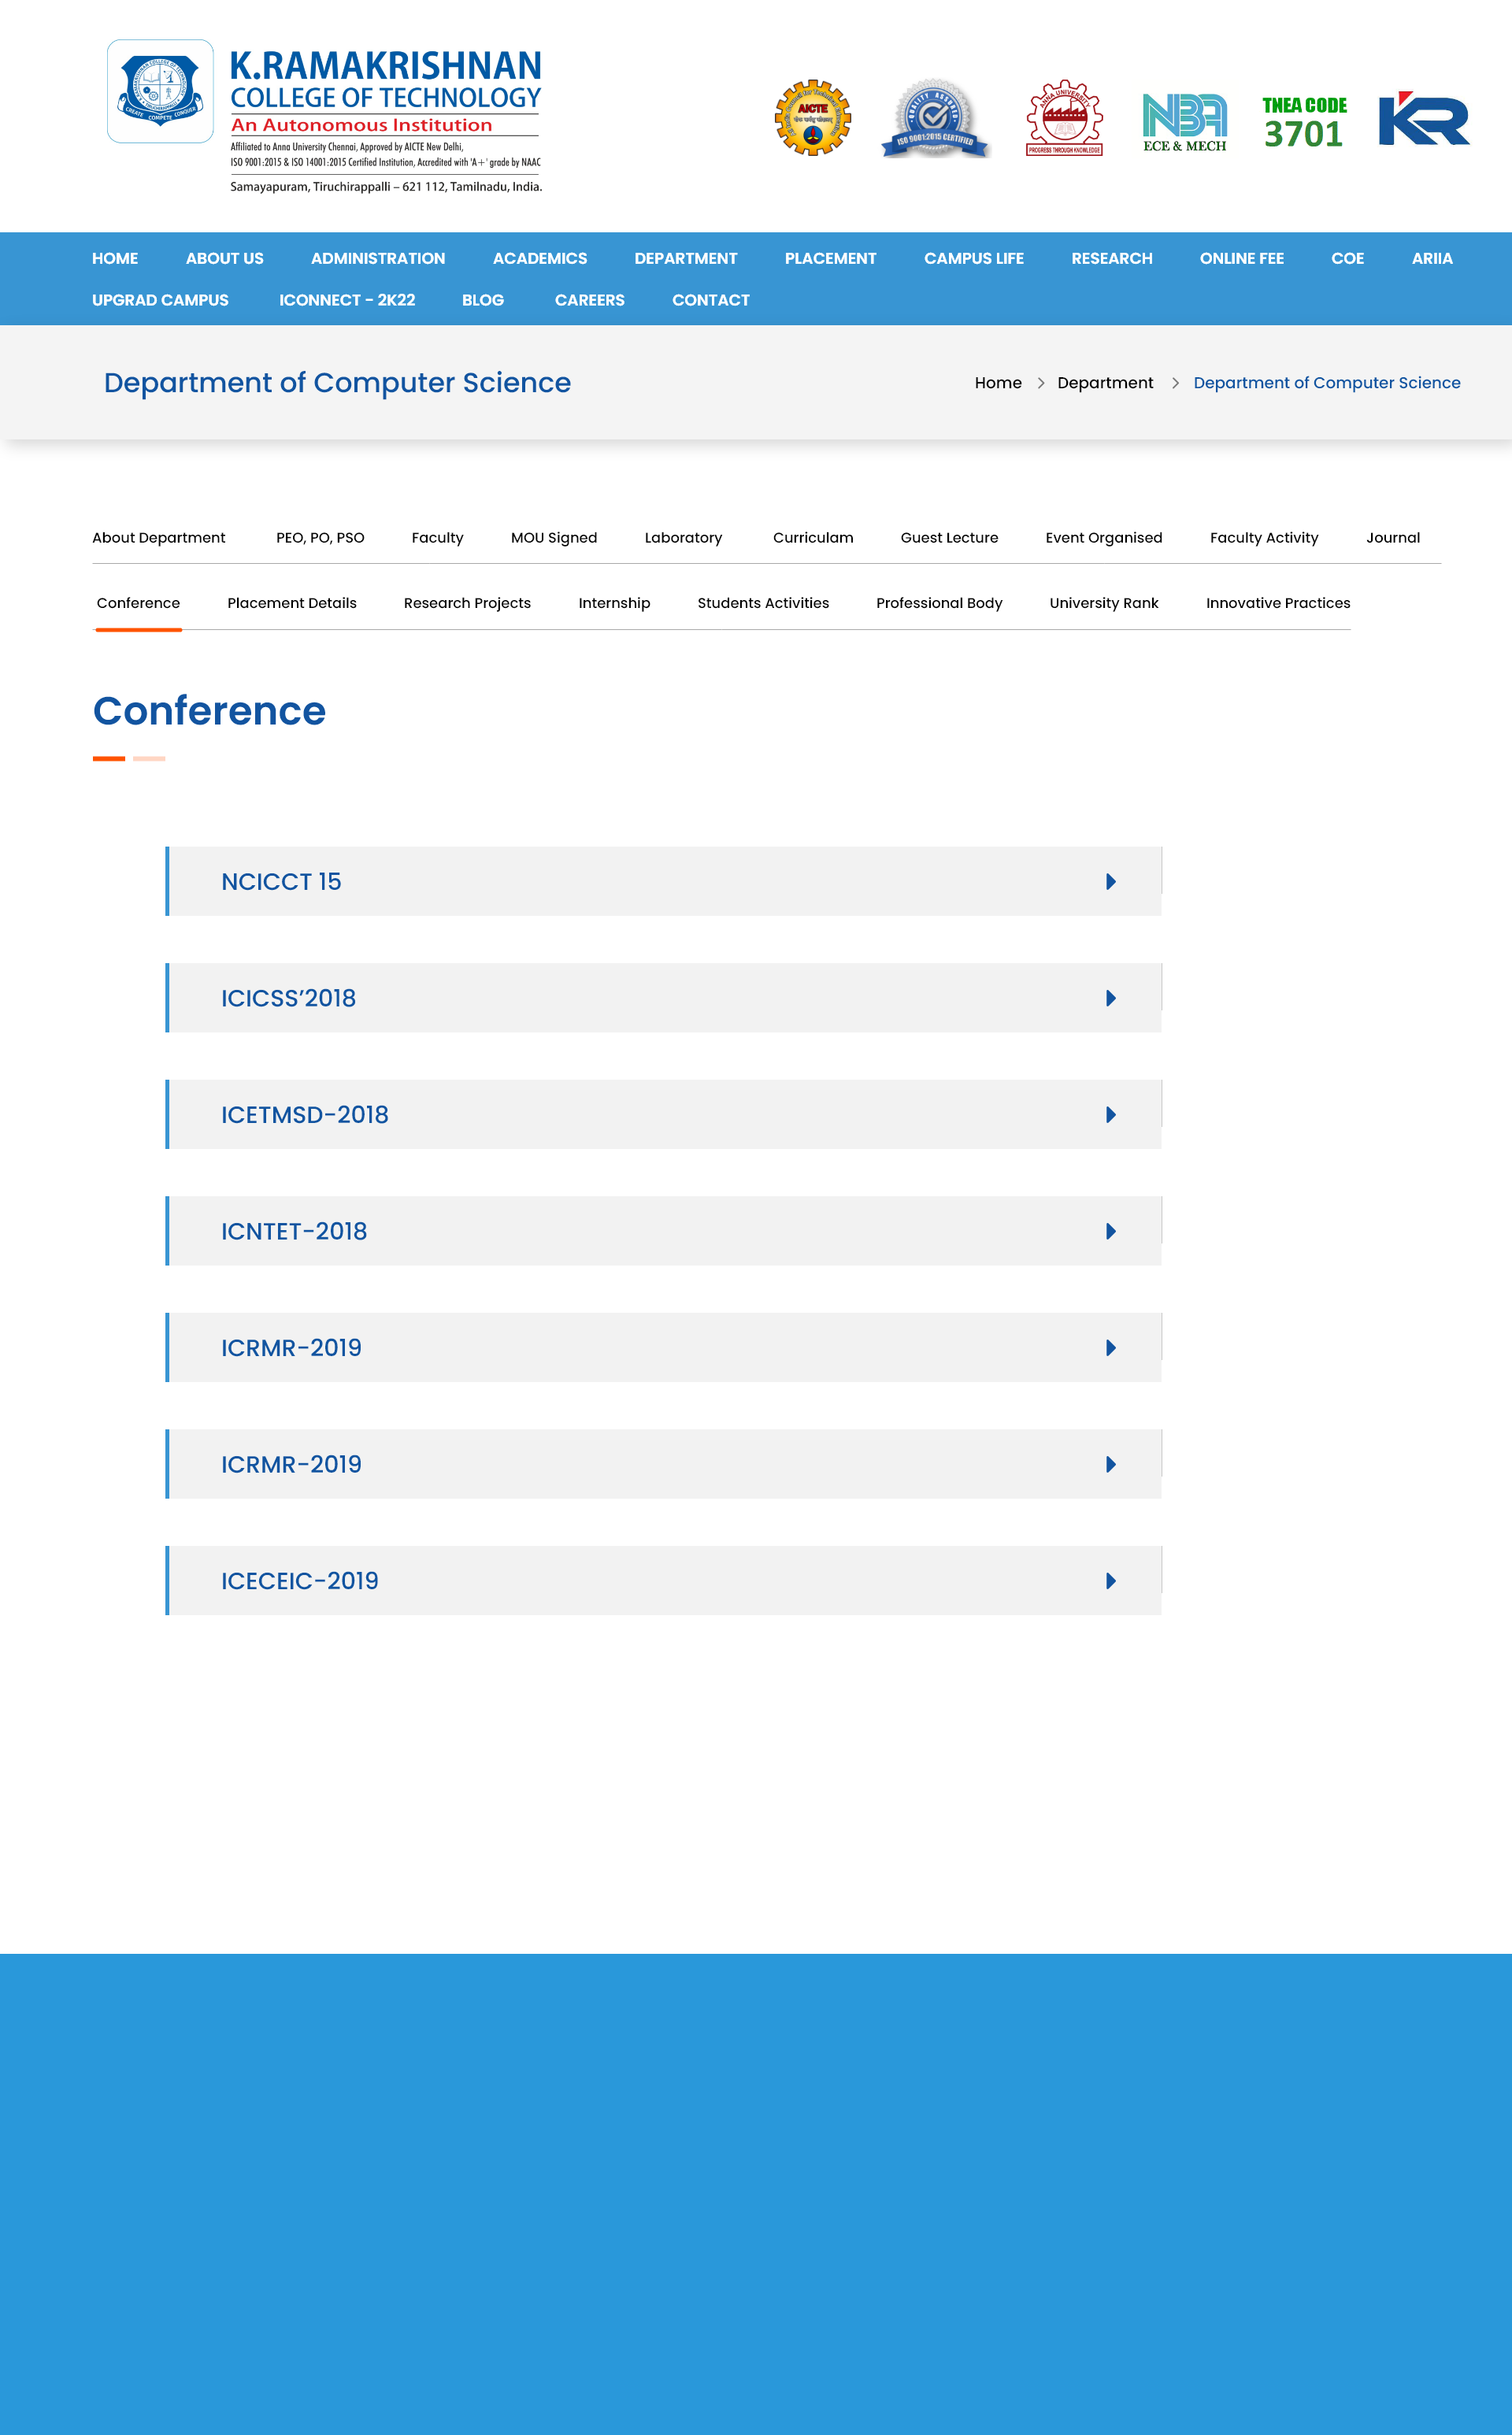 K.RAMAKRISHNAN
COLLEGE OF TECHNOLOGY
An Autonomous Institution
Affiliated to Anna University Chennai, Approved by AICTE New Delhi,
ISO 9001:2015 & ISO 14001:2015 Certified Institution, Accredited with 'A+' grade by NAAC
Samayapuram, Tiruchirappalli – 621 112, Tamilnadu, India.
CREATE COMPETE CONQUER
AICTE
QUALITY ASSURED
ISO 9001:2015 CERTIFIED
ANNA UNIVERSITY
PROGRESS THROUGH KNOWLEDGE
NBA
ECE & MECH
TNEA CODE
3701
KR
HOME ABOUT US ADMINISTRATION ACADEMICS DEPARTMENT PLACEMENT CAMPUS LIFE RESEARCH ONLINE FEE COE ARIIA
UPGRAD CAMPUS ICONNECT - 2K22 BLOG CAREERS CONTACT
Department of Computer Science
Home > Department > Department of Computer Science
About Department PEO, PO, PSO Faculty MOU Signed Laboratory Curriculam Guest Lecture Event Organised Faculty Activity Journal
Conference Placement Details Research Projects Internship Students Activities Professional Body University Rank Innovative Practices
Conference
NCICCT 15
ICICSS’2018
ICETMSD-2018
ICNTET-2018
ICRMR-2019
ICRMR-2019
ICECEIC-2019